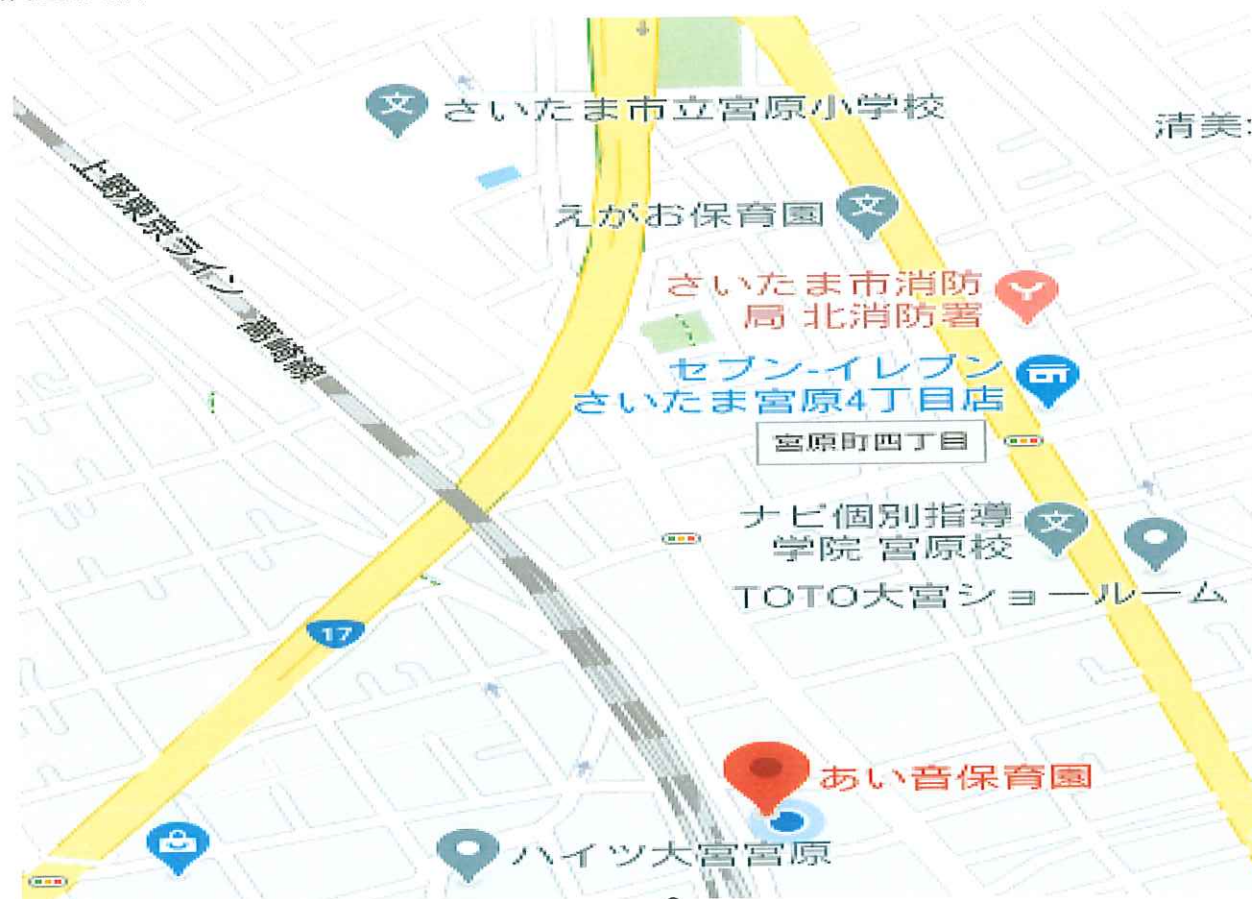 さいたま市立宮原小学校
清美
えがお保育園
上野東京ライン 高崎線
さいたま市消防
局 北消防署
セブン-イレブン
さいたま宮原4丁目店
宮原町四丁目
ナビ個別指導
学院 宮原校
TOTO大宮ショールーム
17
あい音保育園
ハイツ大宮宮原